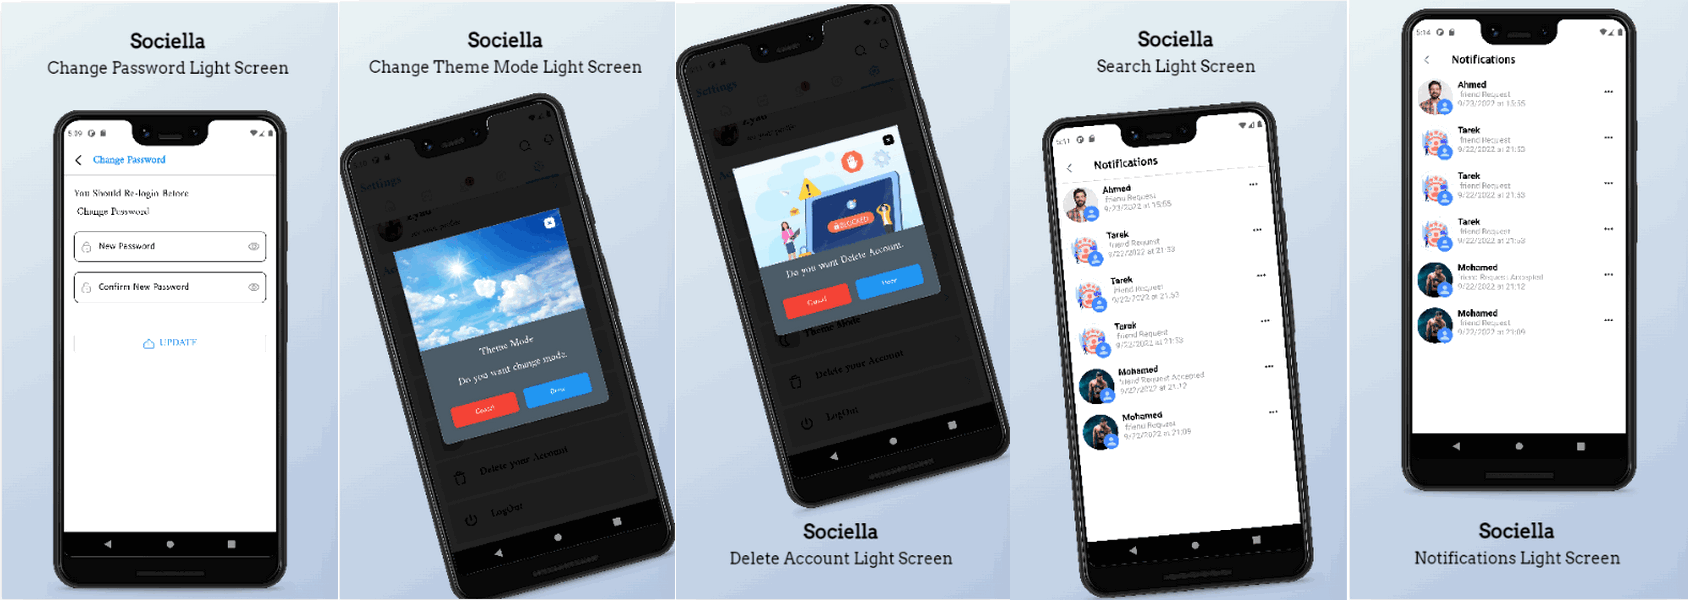 Sociella
Change Password Light Screen
5:09
Change Password
You Should Re-login Before
Change Password
New Password
Confirm New Password
UPDATE
Sociella
Change Theme Mode Light Screen
Settings
Theme Mode
Do you want change mode.
Cancel
Done
Delete your Account
LogOut
Settings
BLOCKED
Do you want Delete Account.
Cancel
Done
Theme Mode
Delete your Account
LogOut
Sociella
Delete Account Light Screen
Sociella
Search Light Screen
5:11
Notifications
Ahmed
friend Request
9/23/2022 at 15:55
Tarek
friend Request
9/22/2022 at 21:53
Tarek
friend Request
9/22/2022 at 21:53
Tarek
friend Request
9/22/2022 at 21:53
Mohamed
friend Request Accepted
9/22/2022 at 21:12
Mohamed
friend Request
9/22/2022 at 21:09
5:14
Notifications
Ahmed
friend Request
9/23/2022 at 15:55
Tarek
friend Request
9/22/2022 at 21:53
Tarek
friend Request
9/22/2022 at 21:53
Tarek
friend Request
9/22/2022 at 21:53
Mohamed
friend Request Accepted
9/22/2022 at 21:12
Mohamed
friend Request
9/22/2022 at 21:09
Sociella
Notifications Light Screen